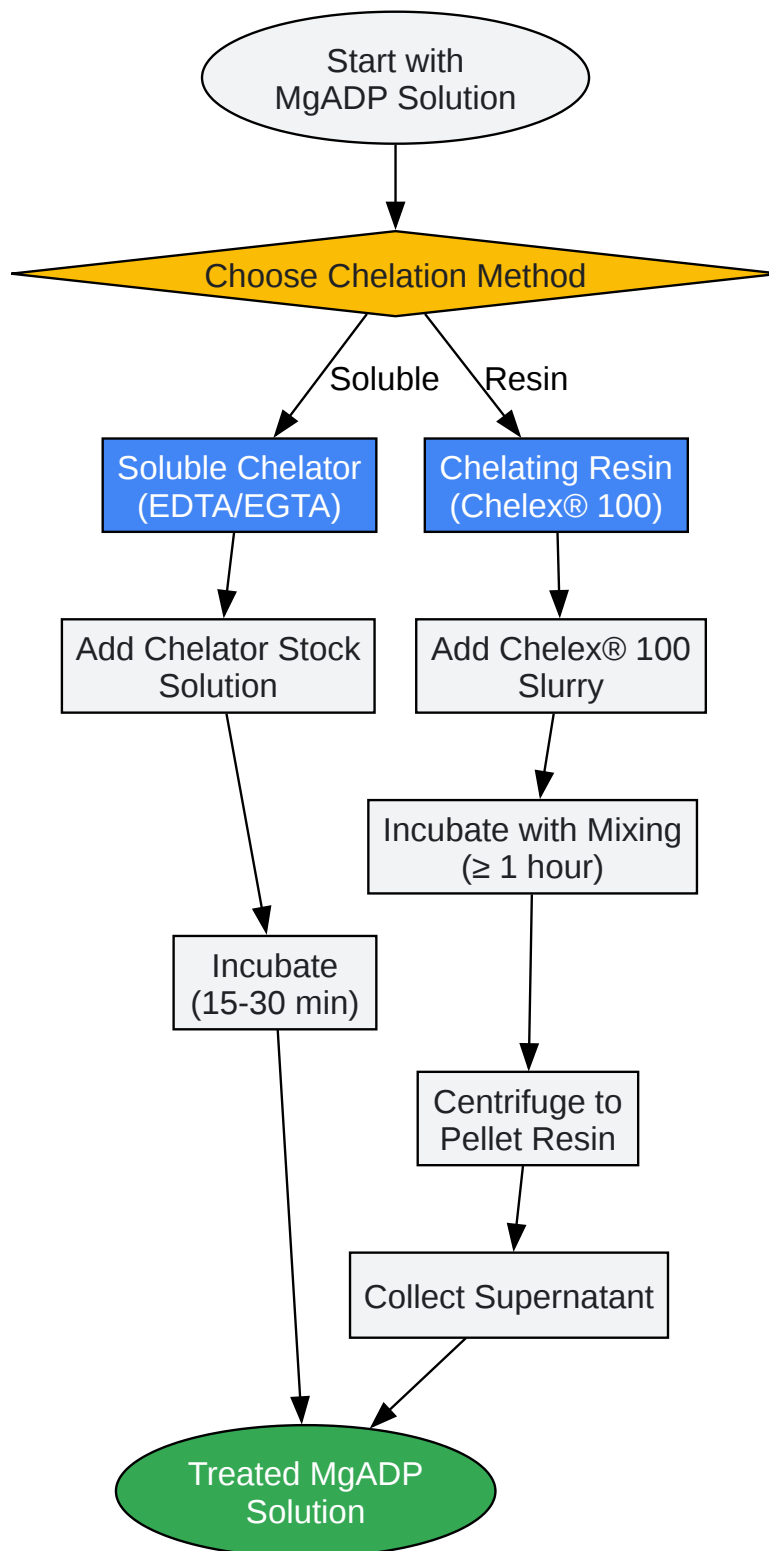 Start with
MgADP Solution
Choose Chelation Method
Soluble
Resin
Soluble Chelator
(EDTA/EGTA)
Chelating Resin
(Chelex® 100)
Add Chelator Stock
Solution
Add Chelex® 100
Slurry
Incubate with Mixing
(≥ 1 hour)
Incubate
(15-30 min)
Centrifuge to
Pellet Resin
Collect Supernatant
Treated MgADP
Solution